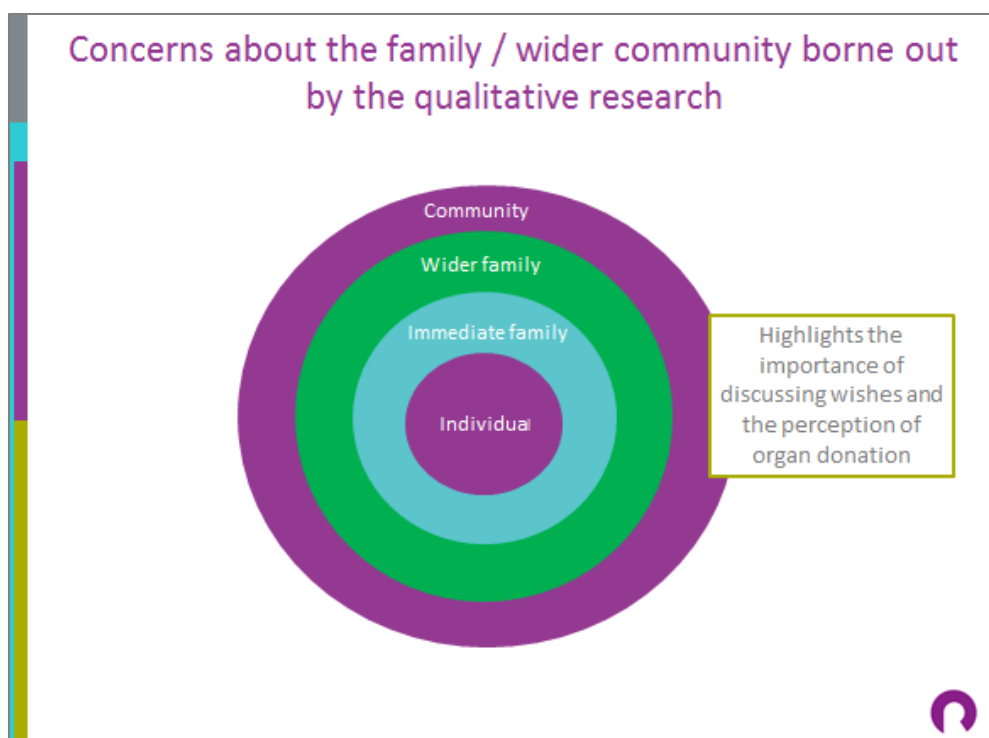 Concerns about the family / wider community borne out
by the qualitative research
Community
Wider family
Immediate family
Individual
Highlights the
importance of
discussing wishes and
the perception of
organ donation